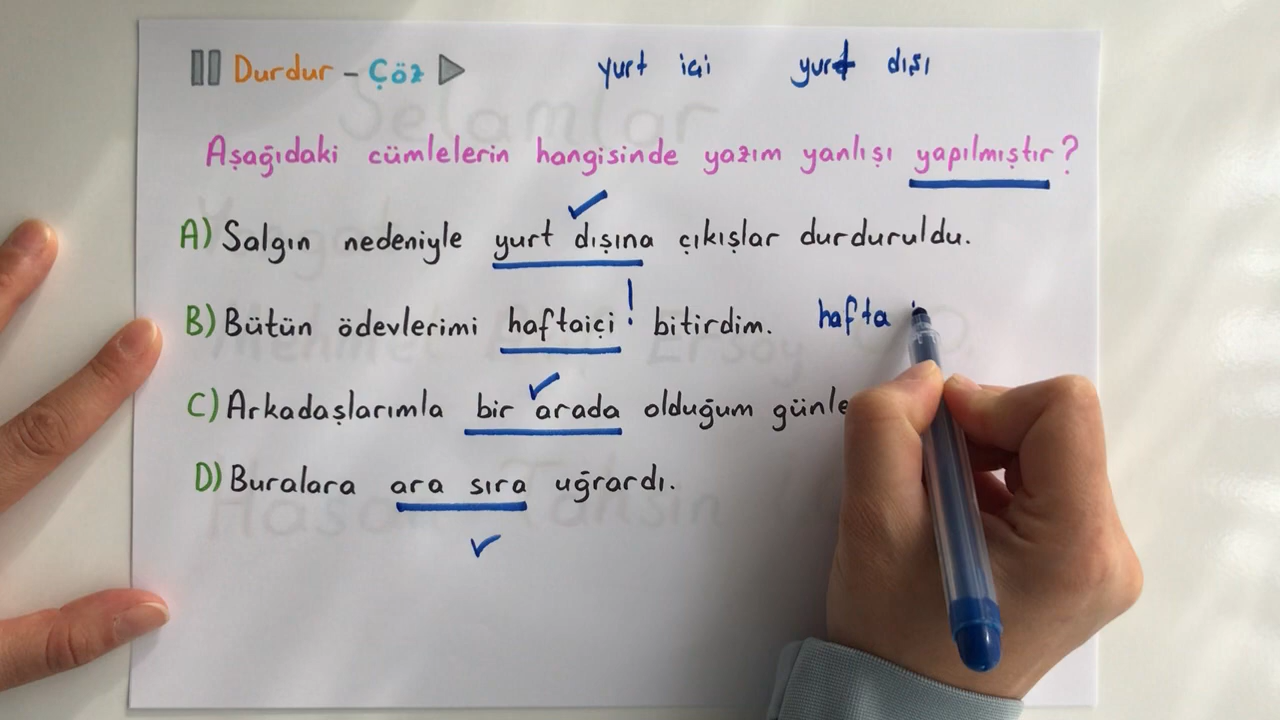 Durdur - Çöz yurt içi yurt dışı
Aşağıdaki cümlelerin hangisinde yazım yanlışı yapılmıştır?
A) Salgın nedeniyle yurt dışına çıkışlar durduruldu.
B) Bütün ödevlerimi haftaiçi ! bitirdim. hafta
C) Arkadaşlarımla bir arada olduğum
D) Buralara ara sıra uğrardı.